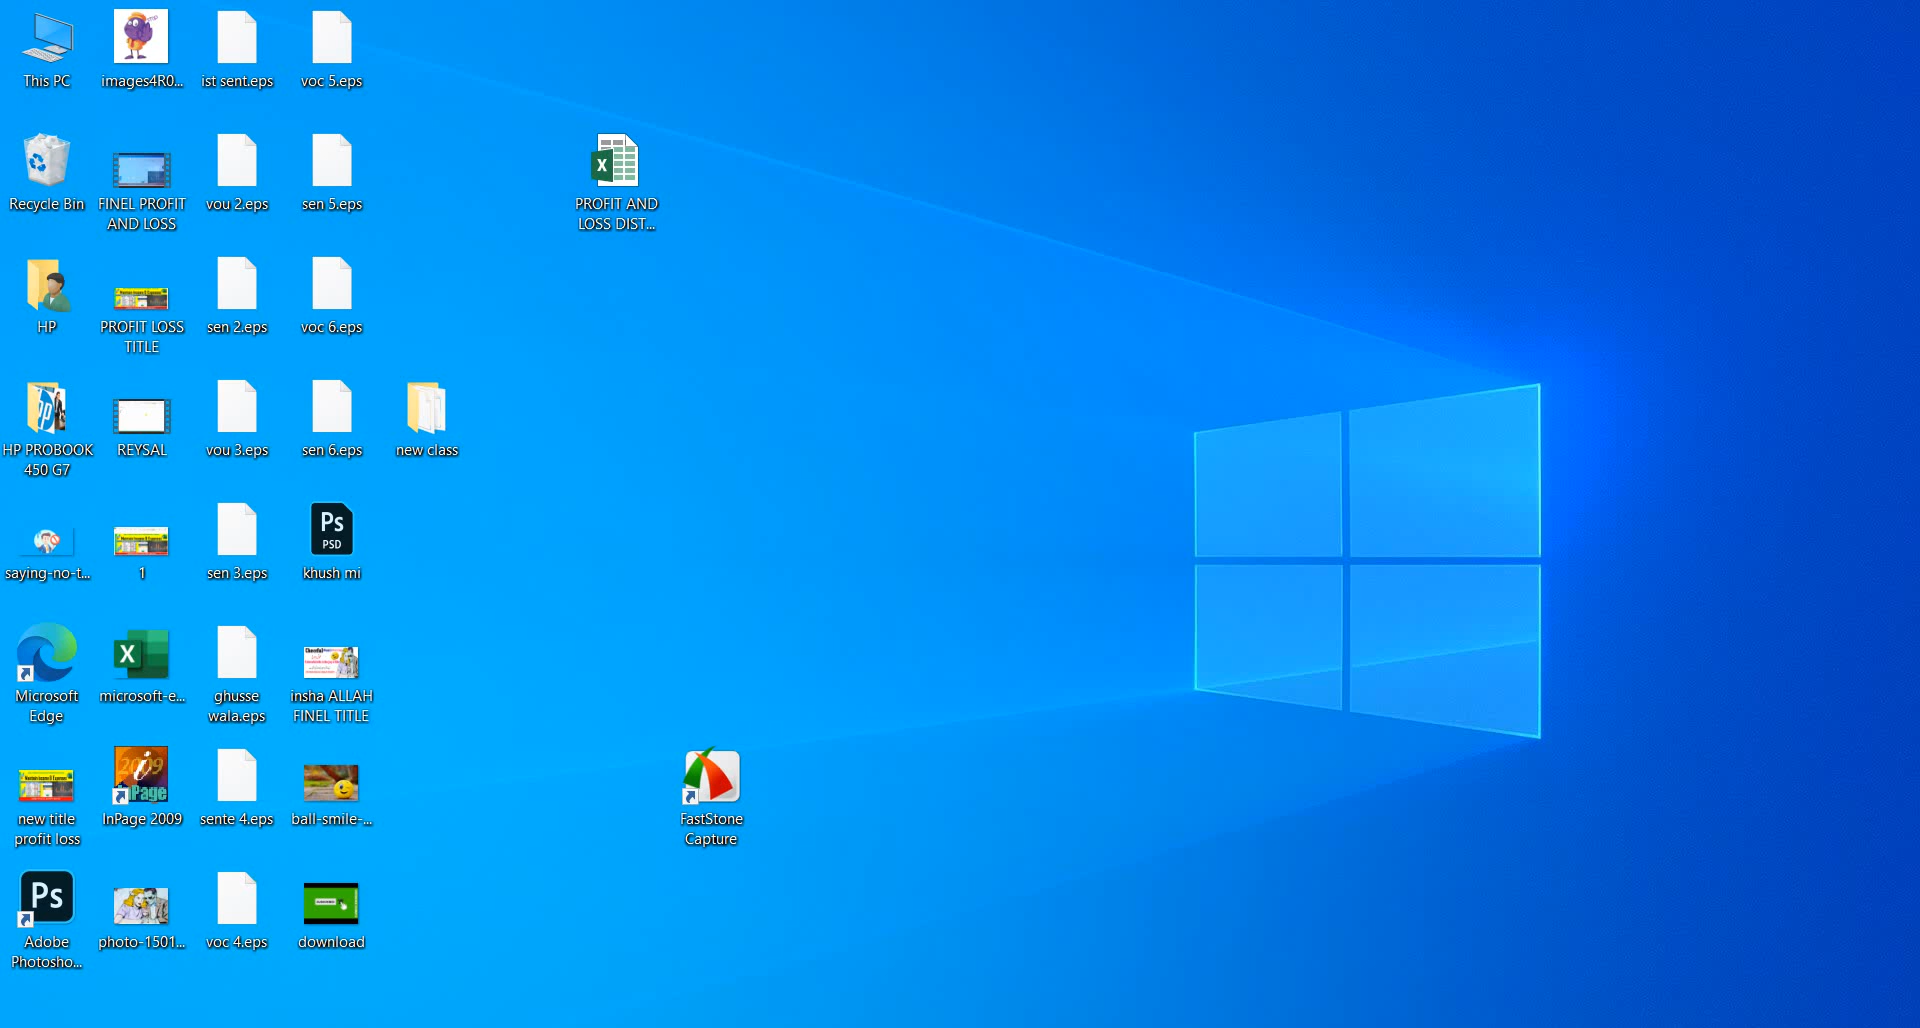 This PC
images4R0...
ist sent.eps
voc 5.eps
Recycle Bin
FINEL PROFIT
AND LOSS
vou 2.eps
sen 5.eps
PROFIT AND
LOSS DIST...
HP
PROFIT LOSS
TITLE
sen 2.eps
voc 6.eps
HP PROBOOK
450 G7
REYSAL
vou 3.eps
sen 6.eps
new class
saying-no-t...
1
sen 3.eps
Ps
PSD
khush mi
Microsoft
Edge
microsoft-e...
ghusse
wala.eps
insha ALLAH
FINEL TITLE
new title
profit loss
2009
InPage
InPage 2009
sente 4.eps
ball-smile-...
FastStone
Capture
Ps
Adobe
Photosho...
photo-1501...
voc 4.eps
download